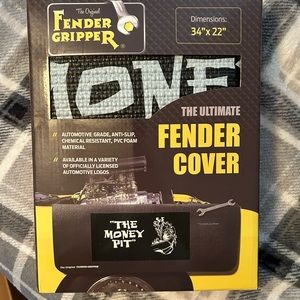 The Original
FENDER
GRIPPER®
Dimensions:
34"x 22"
IONE
THE ULTIMATE
FENDER
COVER
// AUTOMOTIVE GRADE, ANTI-SLIP,
CHEMICAL RESISTANT, PVC FOAM
MATERIAL
// AVAILABLE IN A VARIETY
OF OFFICIALLY LICENSED
AUTOMOTIVE LOGOS
"THE
MONEY
PIT"